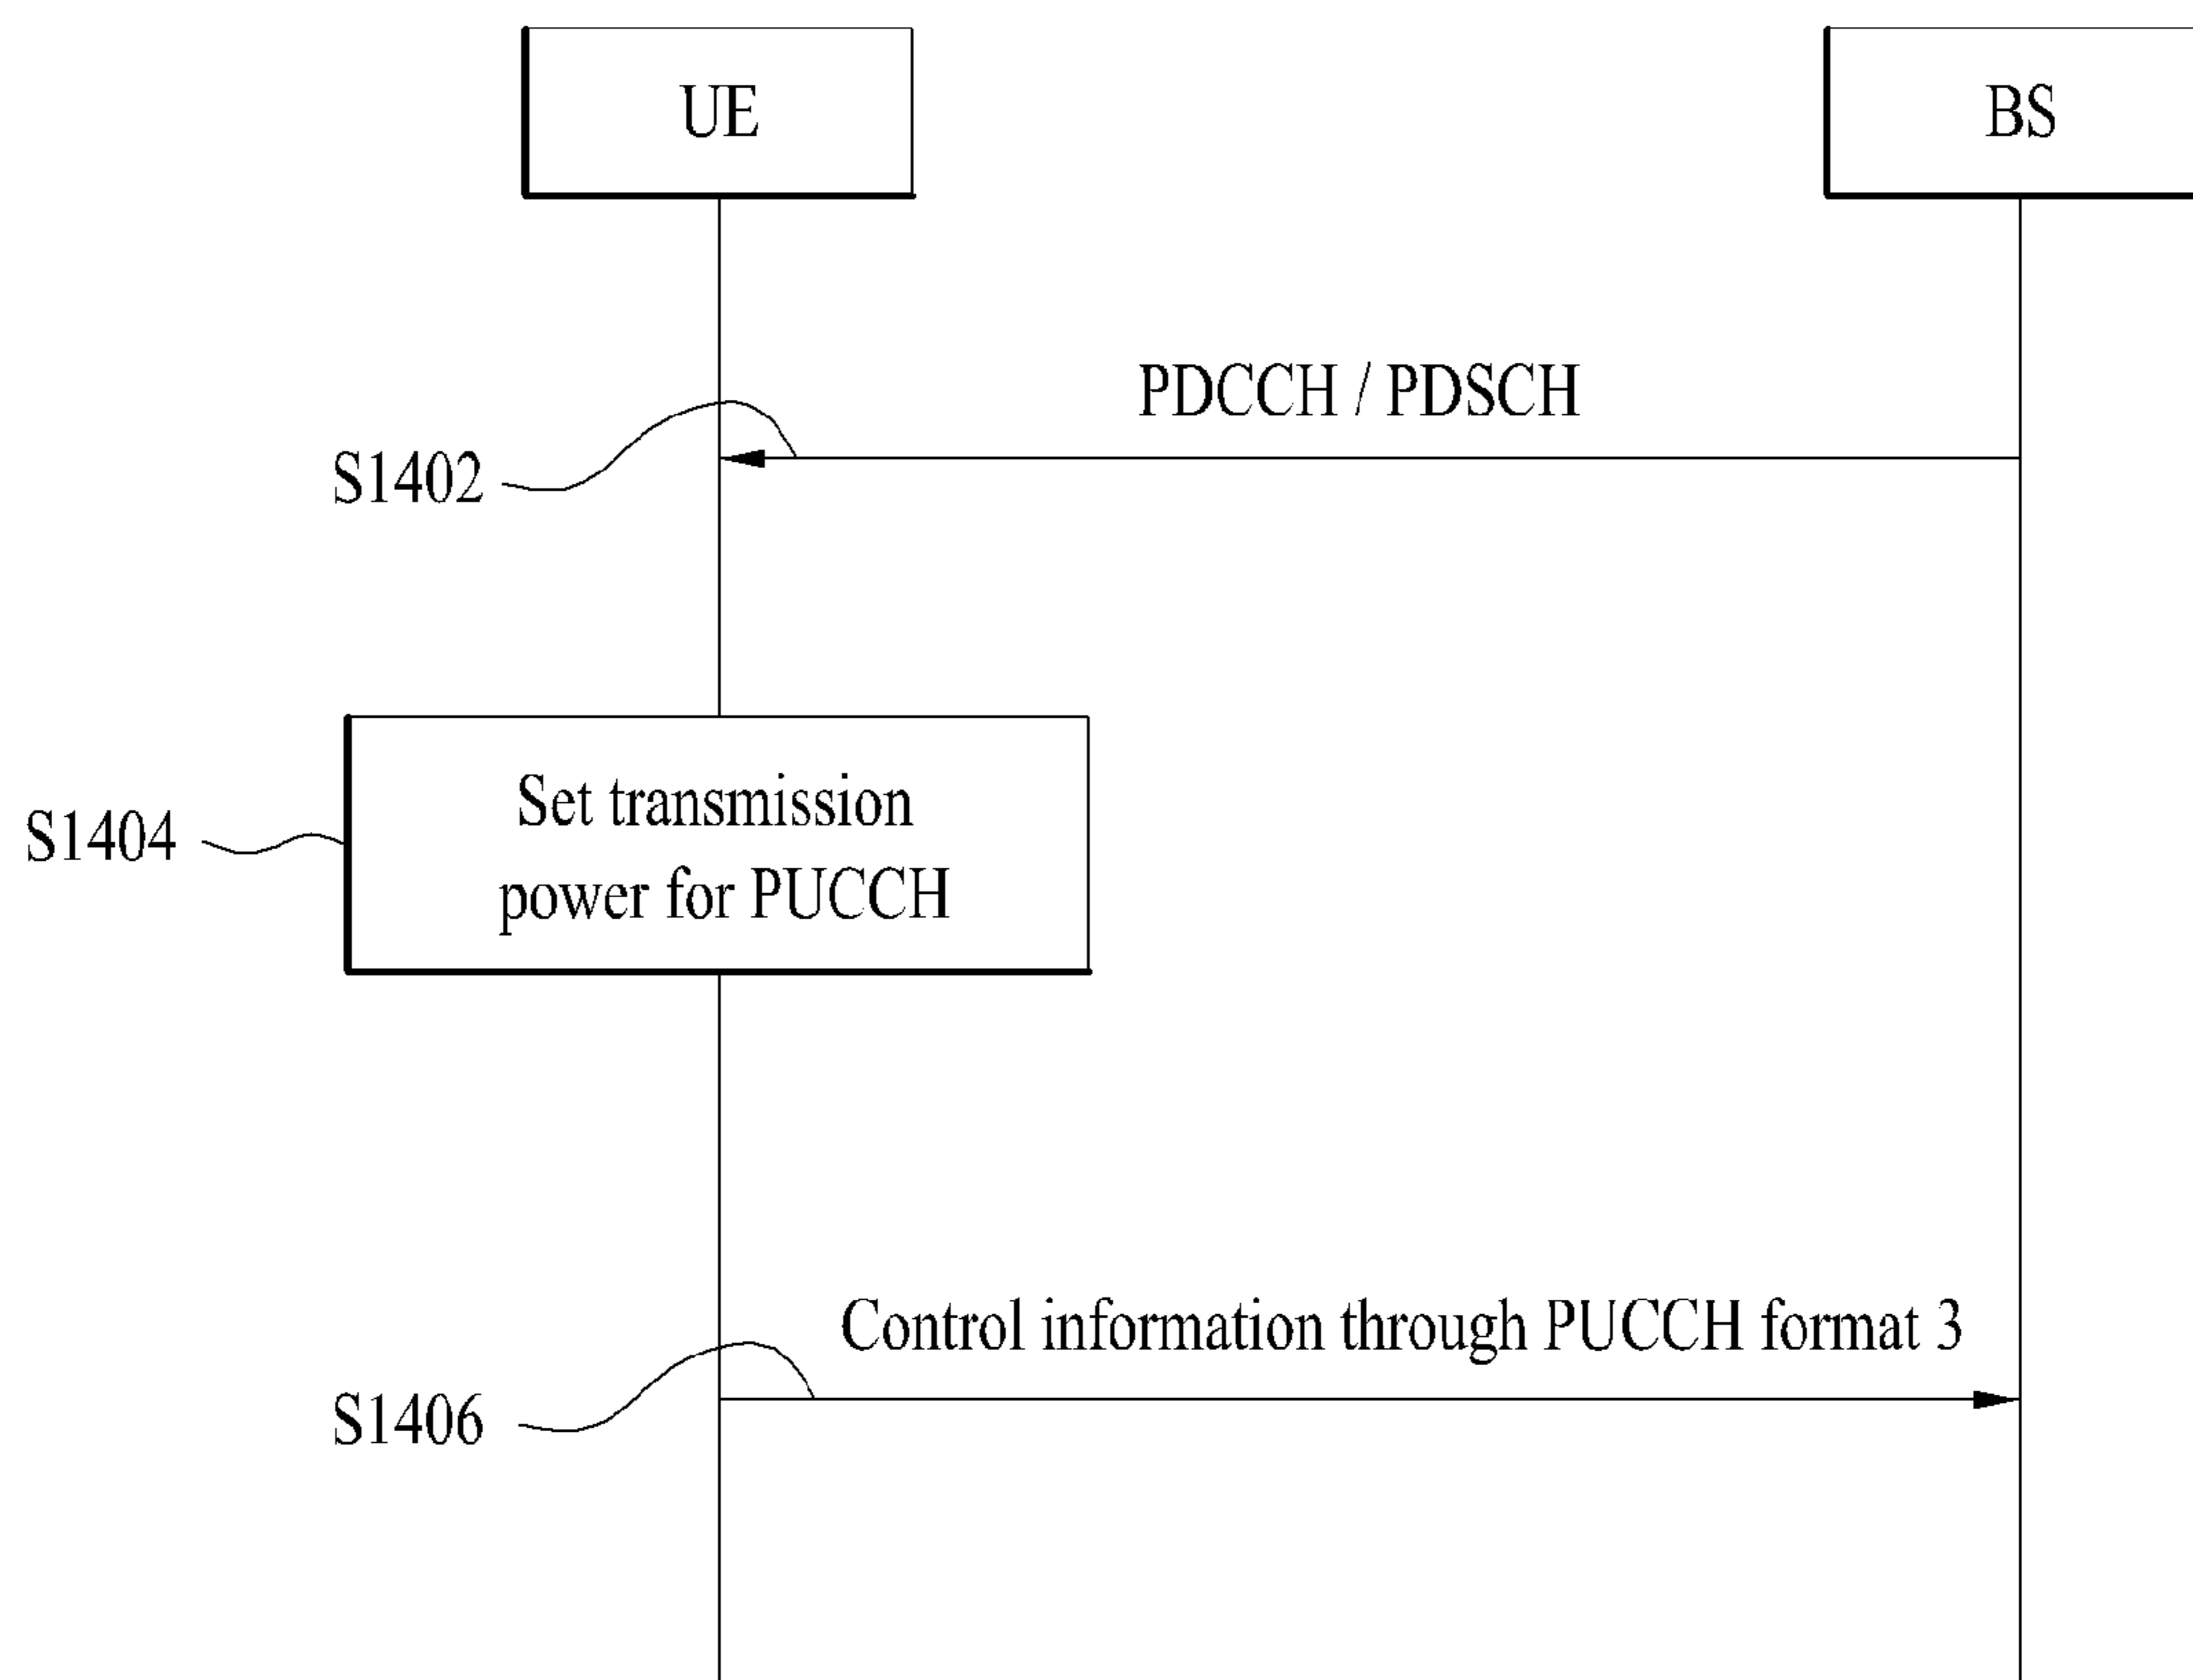 UE
BS
PDCCH / PDSCH
S1402
Set transmission
S1404
power for PUCCH
Control information through PUCCH format 3
S1406